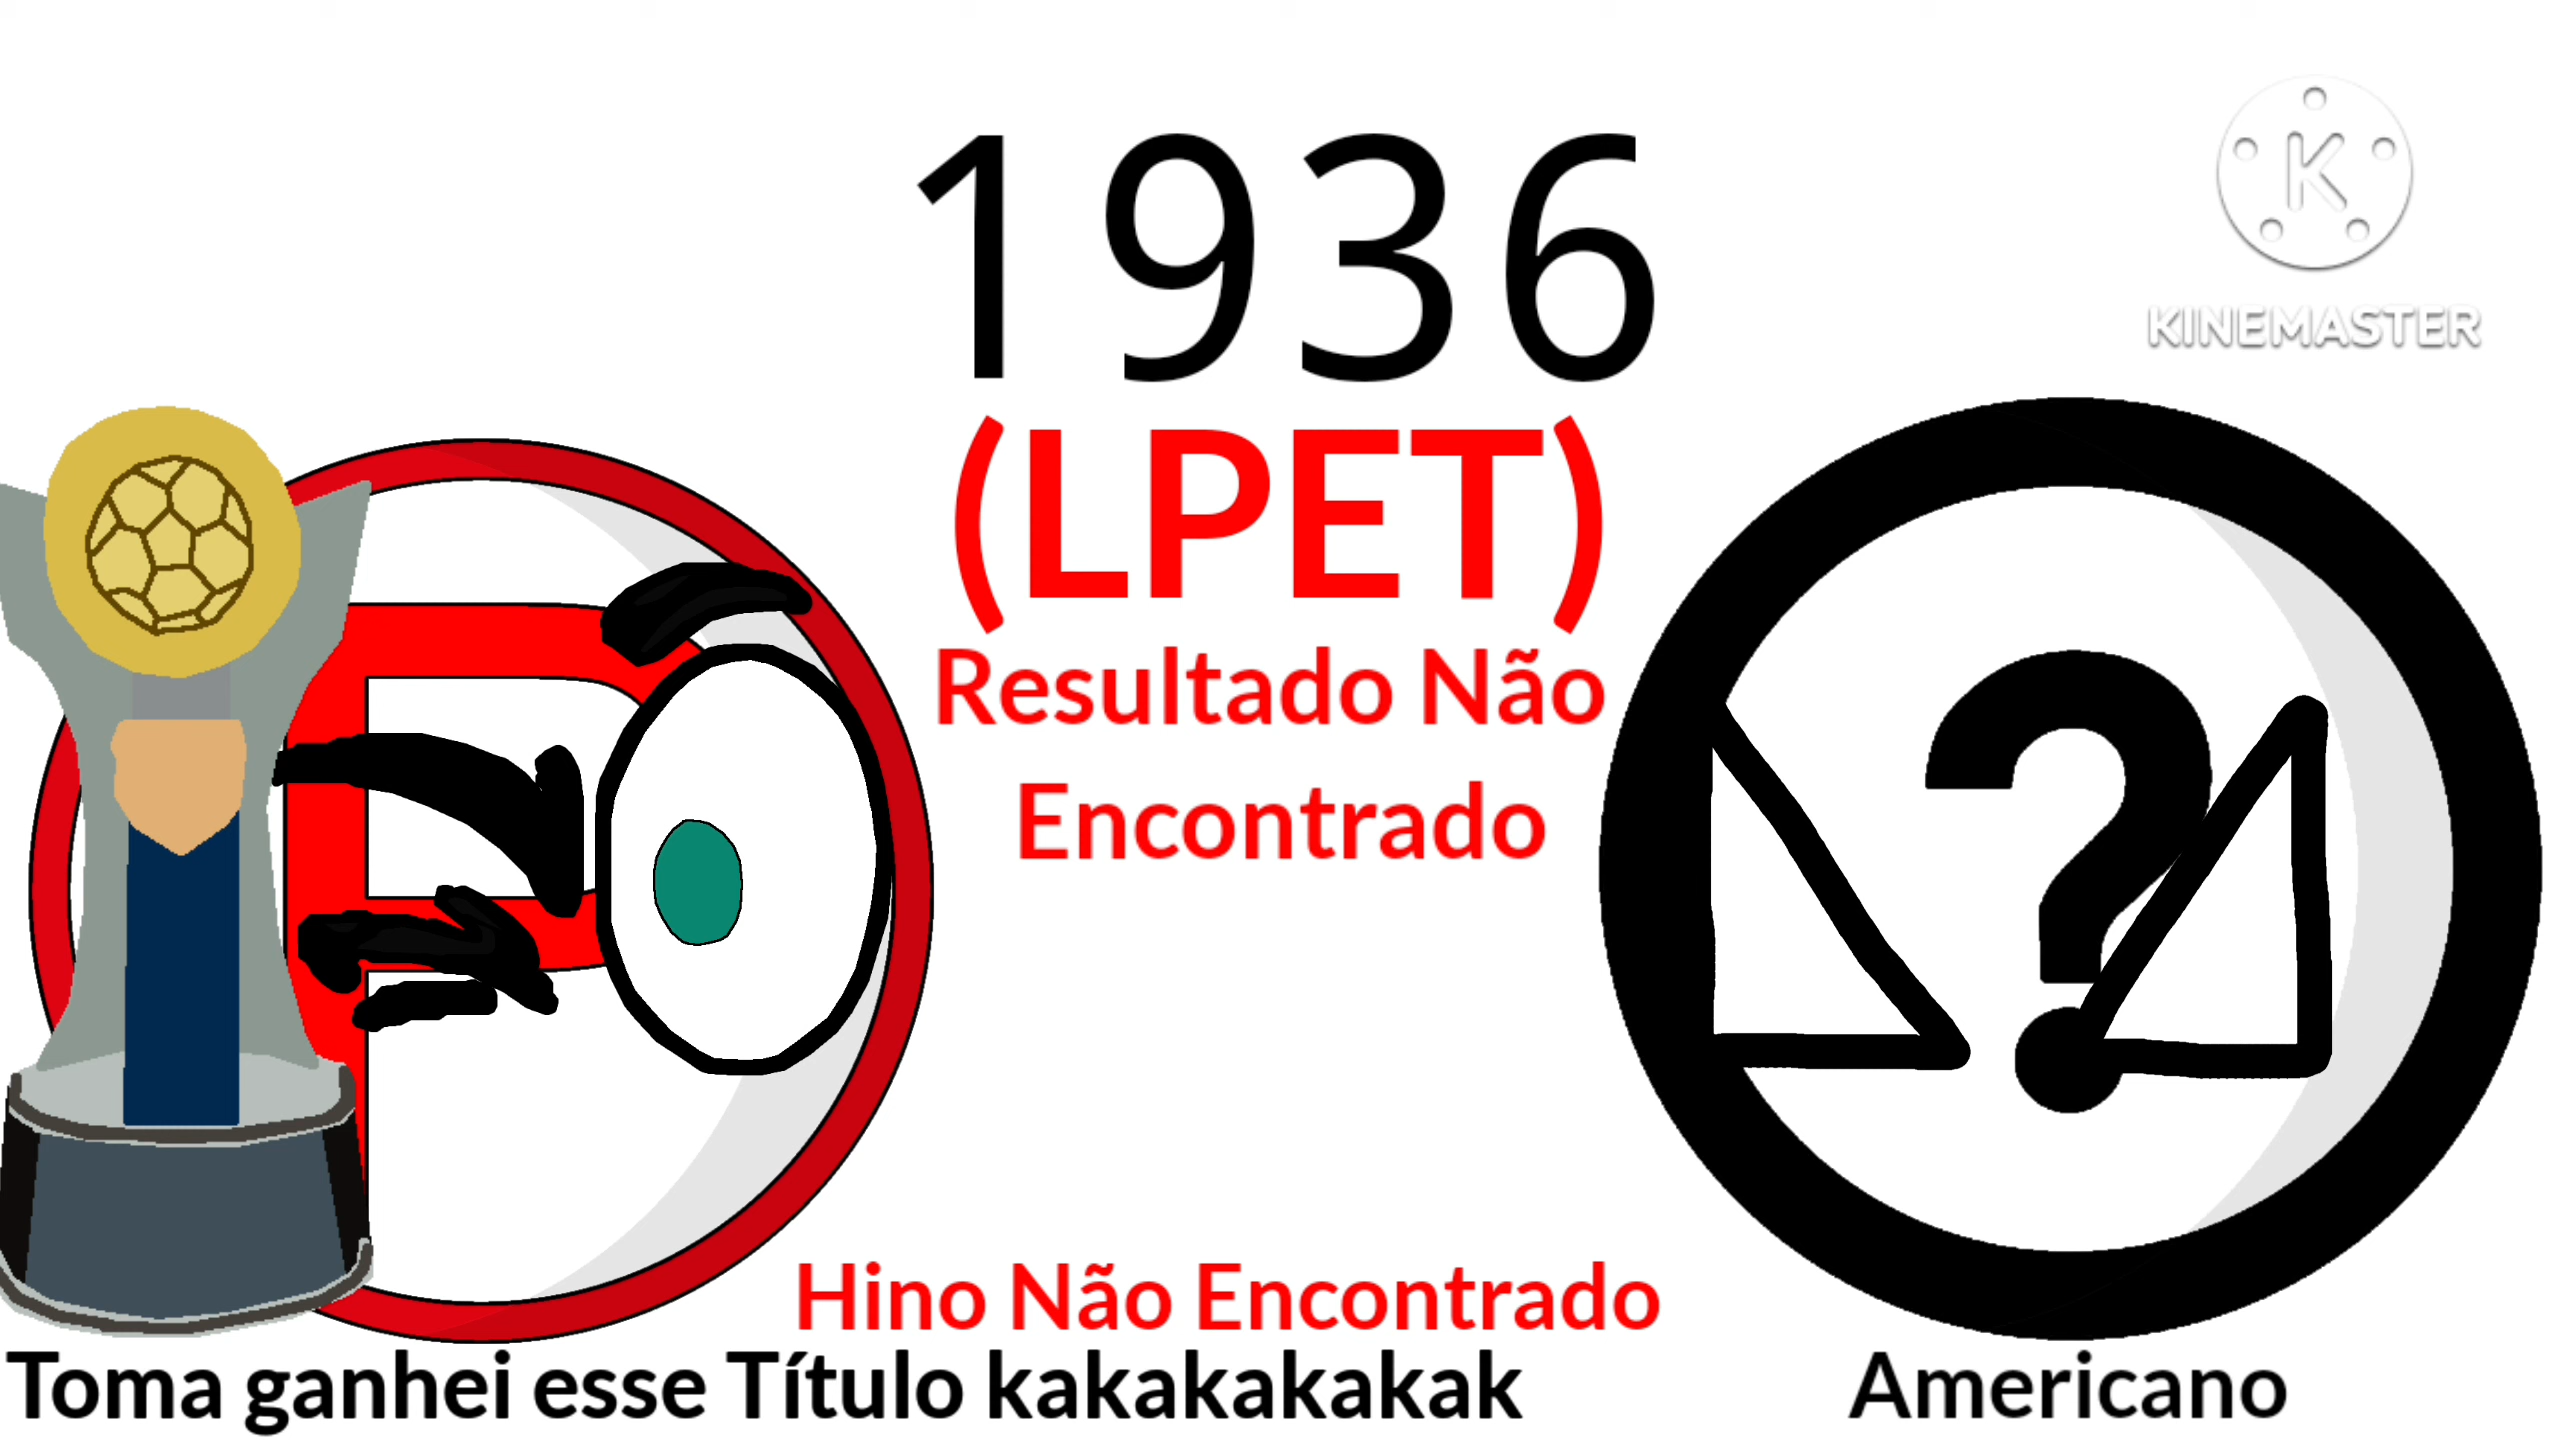 1936
K
KINEMASTER
(LPET)
Resultado Não
Encontrado
P
?
Hino Não Encontrado
Toma ganhei esse Título kakakakakak
Americano